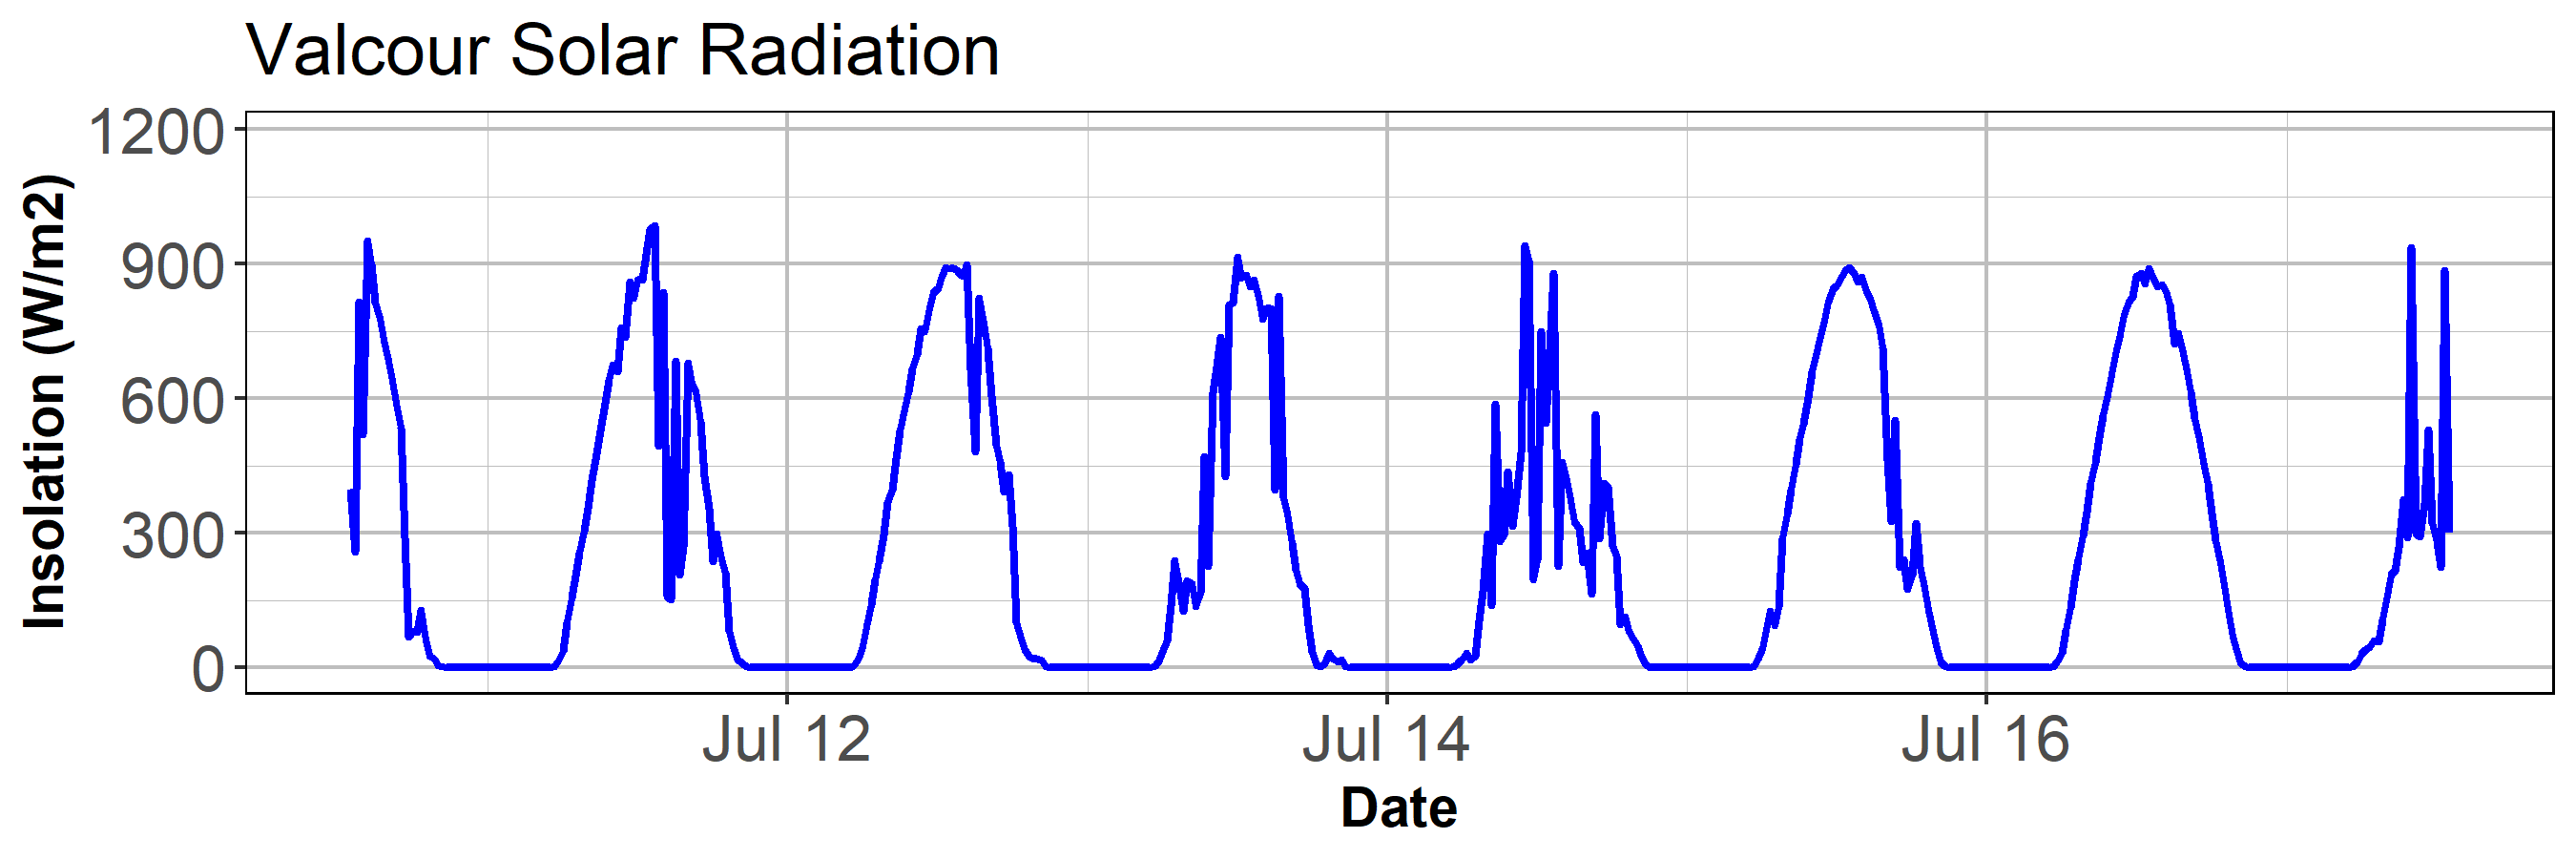 Valcour Solar Radiation
Insolation (W/m2)
1200
900
600
300
0
Jul 12
Jul 14
Jul 16
Date